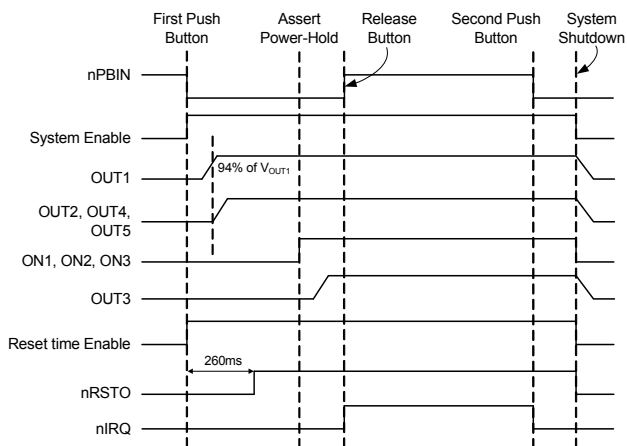 First Push
Button
Assert
Power-Hold
Release
Button
Second Push
Button
System
Shutdown
nPBIN
System Enable
OUT1
94% of VOUT1
OUT2, OUT4,
OUT5
ON1, ON2, ON3
OUT3
Reset time Enable
260ms
nRSTO
nIRQ